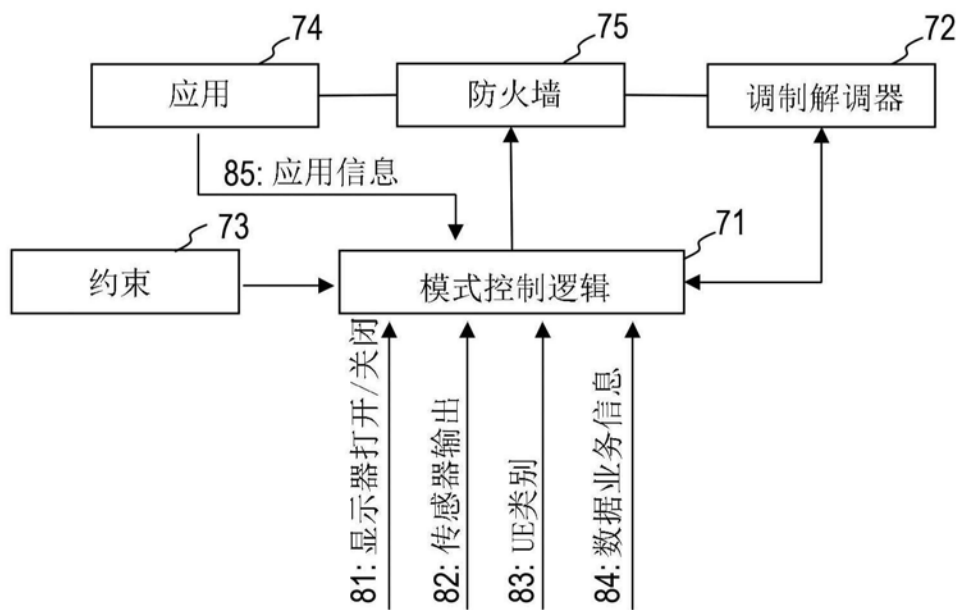 74
75
72
应用
防火墙
调制解调器
85: 应用信息
73
71
约束
模式控制逻辑
81: 显示器打开/关闭
82: 传感器输出
83: UE类别
84: 数据业务信息